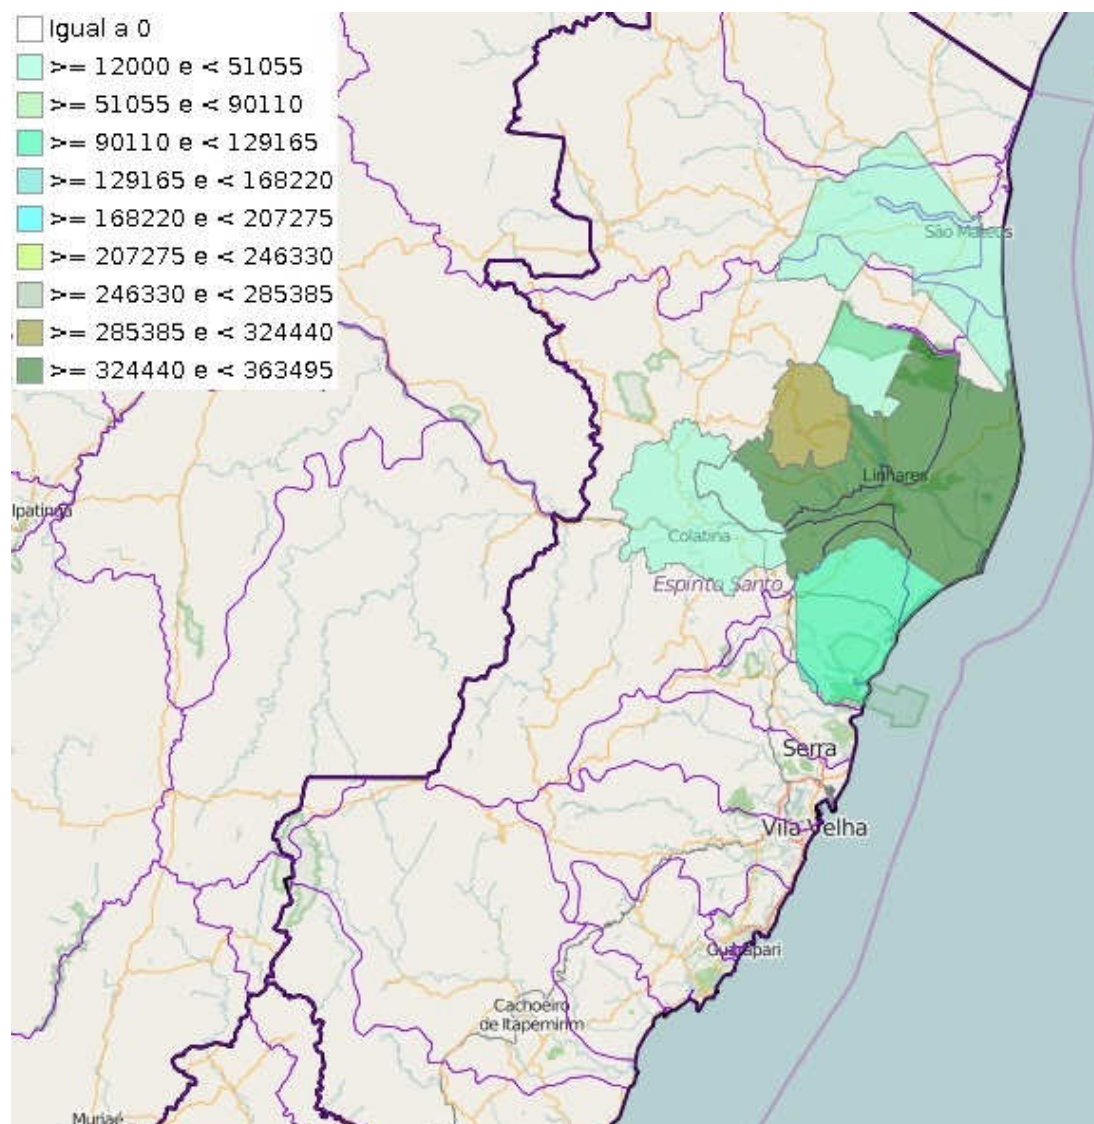 Igual a 0
>= 12000 e < 51055
>= 51055 e < 90110
>= 90110 e < 129165
>= 129165 e < 168220
>= 168220 e < 207275
>= 207275 e < 246330
>= 246330 e < 285385
>= 285385 e < 324440
>= 324440 e < 363495
São Mateus
Linhares
Ipatinga
Colatina
Espírito Santo
Serra
Vila Velha
Guarapari
Cachoeiro
de Itapemirim
Muriaé